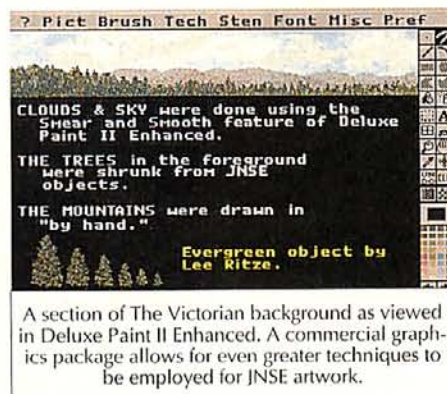 ? Pict Brush Tech Sten Font Misc Pref
CLOUDS & SKY were done using the
Smear and Smooth feature of Deluxe
Paint II Enhanced.
THE TREES in the foreground
were shrunk from JNSE
objects.
THE MOUNTAINS were drawn in
"by hand."
Evergreen object by
Lee Ritze.
A section of The Victorian background as viewed
in Deluxe Paint II Enhanced. A commercial graph-
ics package allows for even greater techniques to
be employed for JNSE artwork.